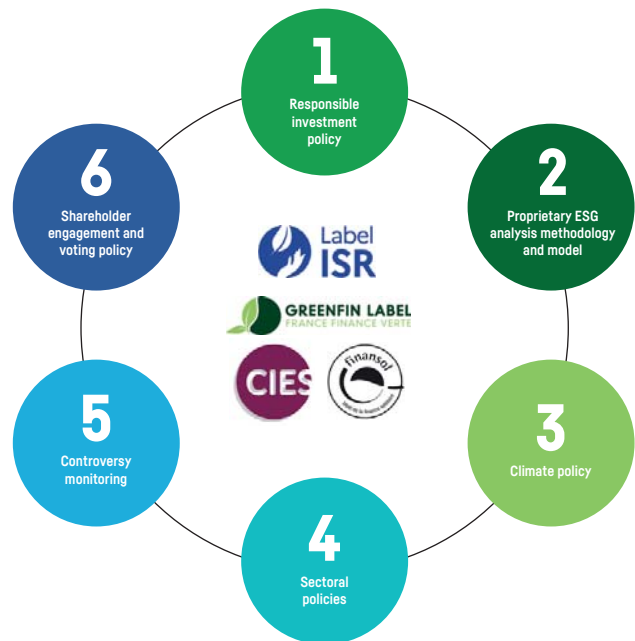 1
Responsible
investment
policy
2
Proprietary ESG
analysis methodology
and model
3
Climate policy
4
Sectoral
policies
5
Controversy
monitoring
6
Shareholder
engagement and
voting policy
Label
ISR
GREENFIN LABEL
FRANCE FINANCE VERTE
CIES
finansol